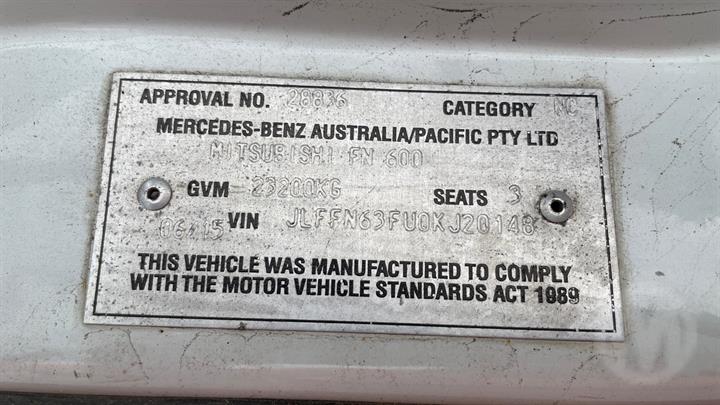 APPROVAL NO. 28836 CATEGORY NC
MERCEDES-BENZ AUSTRALIA/PACIFIC PTY LTD
MITSUBISHI FN 600
GVM 23200KG SEATS 3
06/15 VIN JLFFN63FU0KJ20148
THIS VEHICLE WAS MANUFACTURED TO COMPLY
WITH THE MOTOR VEHICLE STANDARDS ACT 1989